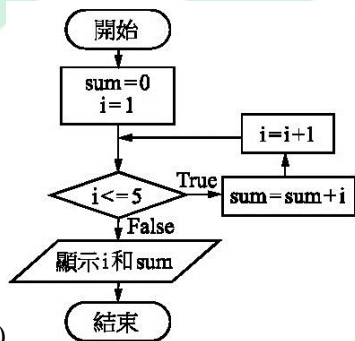 開始
sum=0
i=1
i=i+1
i<=5
True
sum=sum+i
False
顯示i和sum
結束
)